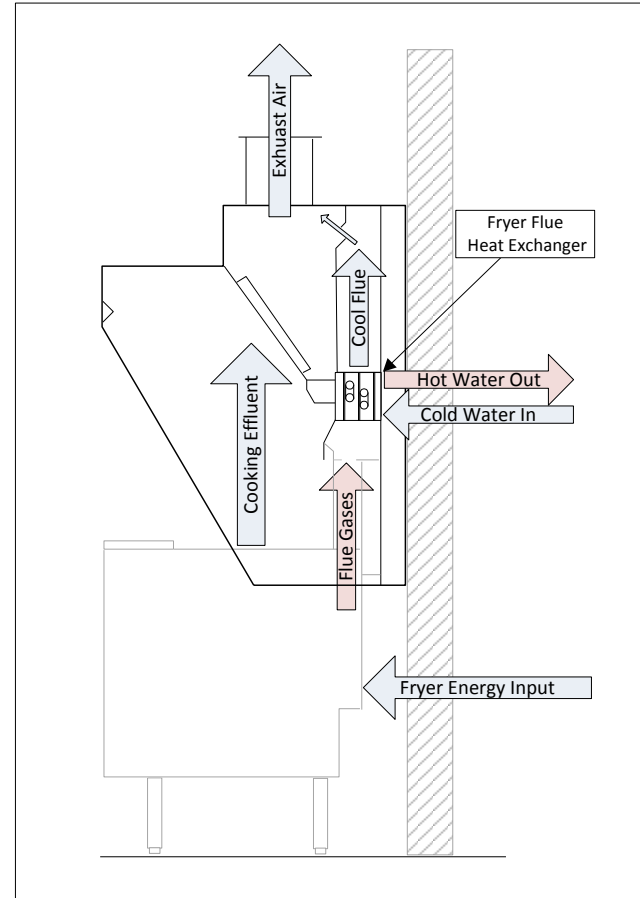 Exhuast Air
Fryer Flue
Heat Exchanger
Cool Flue
Hot Water Out
Cold Water In
Cooking Effluent
Flue Gases
Fryer Energy Input